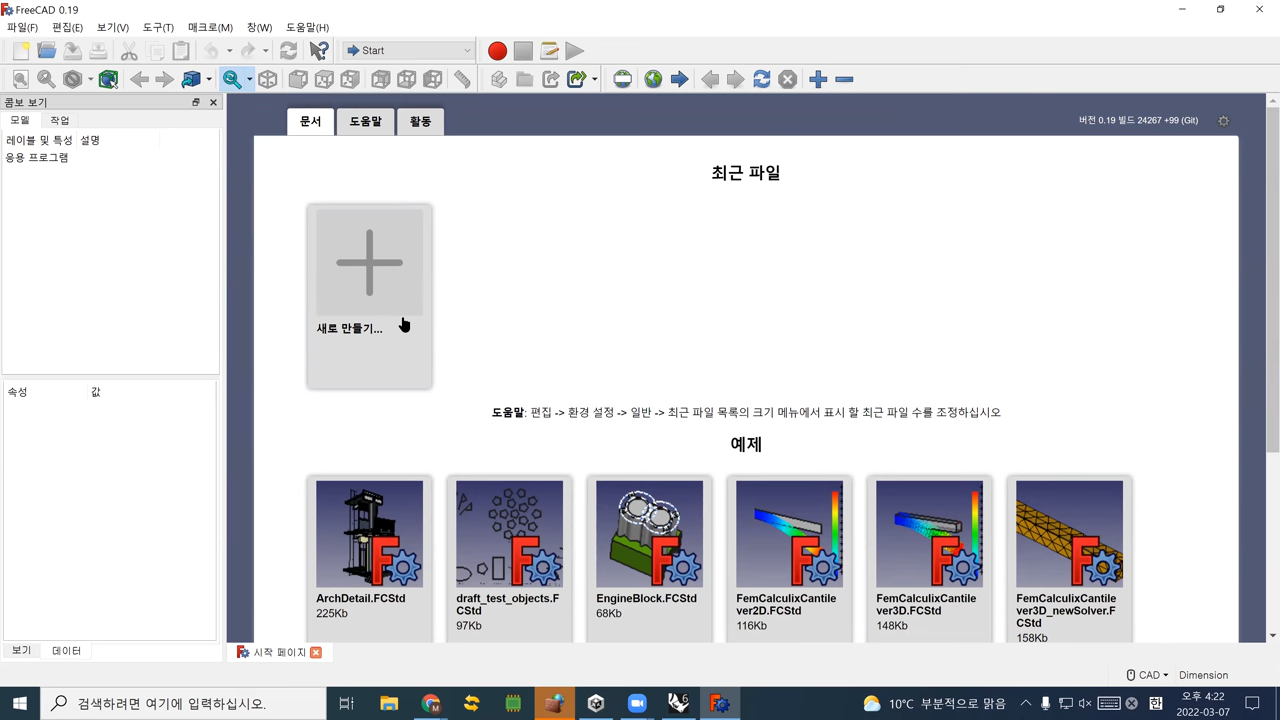 FreeCAD 0.19
파일(F) 편집(E) 보기(V) 도구(T) 매크로(M) 창(W) 도움말(H)
Start
콤보 보기
모델 작업
레이블 및 특성 설명
응용 프로그램
속성 값
보기 데이터
문서 도움말 활동
버전 0.19 빌드 24267 +99 (Git)
최근 파일
새로 만들기...
도움말: 편집 -> 환경 설정 -> 일반 -> 최근 파일 목록의 크기 메뉴에서 표시 할 최근 파일 수를 조정하십시오
예제
ArchDetail.FCStd
225Kb
draft_test_objects.F
CStd
97Kb
EngineBlock.FCStd
68Kb
FemCalculixCantile
ver2D.FCStd
116Kb
FemCalculixCantile
ver3D.FCStd
148Kb
FemCalculixCantile
ver3D_newSolver.F
CStd
158Kb
시작 페이지
CAD Dimension
검색하려면 여기에 입력하십시오.
6
10°C 부분적으로 맑음
한
오후 4:22
2022-03-07